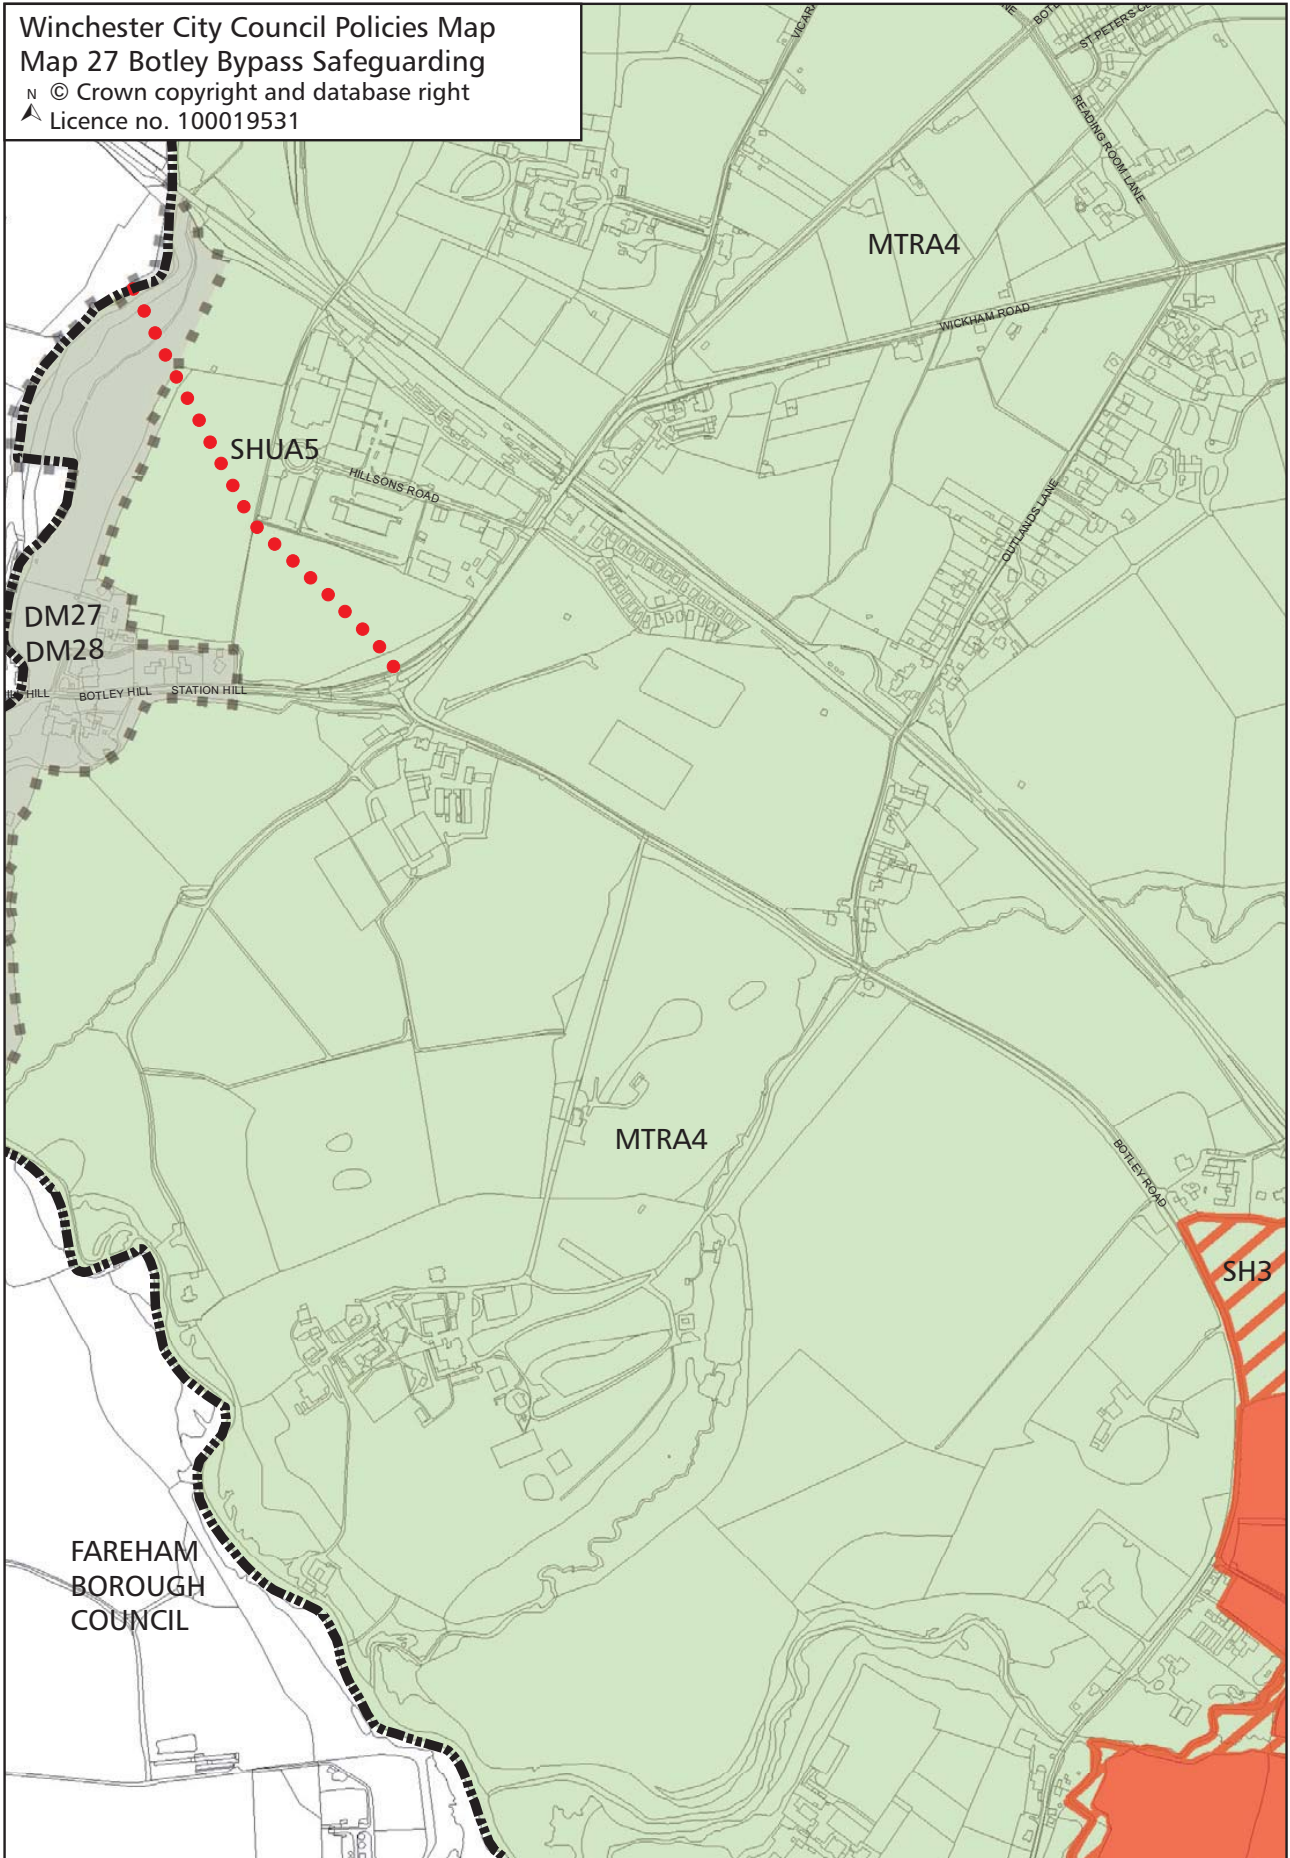 Winchester City Council Policies Map
Map 27 Botley Bypass Safeguarding
N © Crown copyright and database right
Licence no. 100019531
ST PETERS
READING ROOM LANE
MTRA4
WICKHAM ROAD
SHUA5
HILLSONS ROAD
OUTLANDS LANE
DM27
DM28
HILL
BOTLEY HILL
STATION HILL
MTRA4
BOTLEY ROAD
SH3
FAREHAM
BOROUGH
COUNCIL